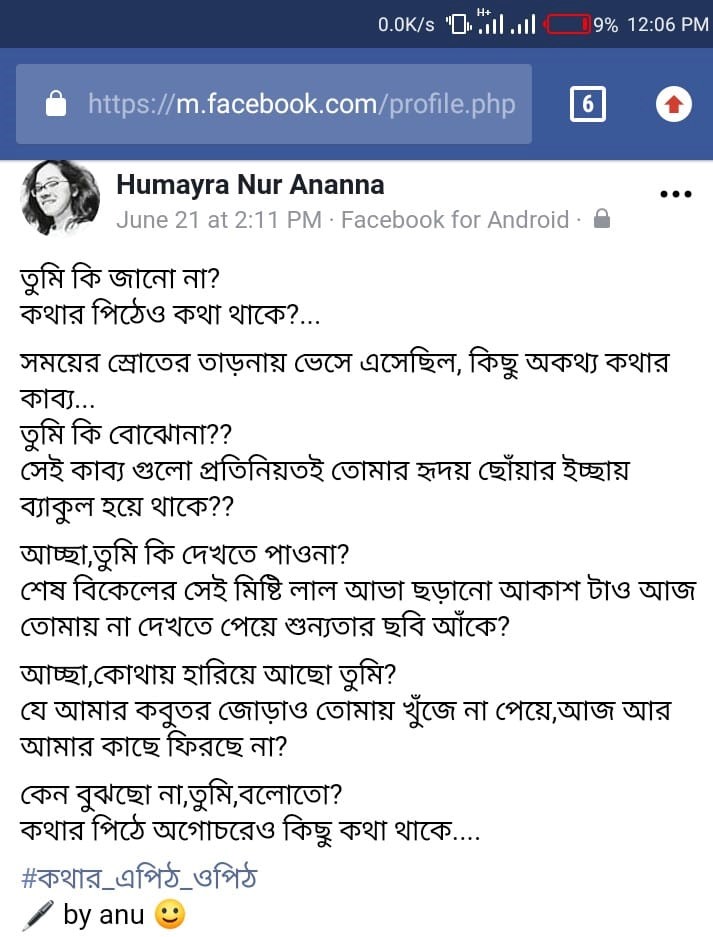 0.0K/s H+ 9% 12:06 PM
https://m.facebook.com/profile.php 6
Humayra Nur Ananna
June 21 at 2:11 PM · Facebook for Android ·
তুমি কি জানো না?
কথার পিঠেও কথা থাকে?...
সময়ের স্রোতের তাড়নায় ভেসে এসেছিল, কিছু অকথ্য কথার
কাব্য...
তুমি কি বোঝোনা??
সেই কাব্য গুলো প্রতিনিয়তই তোমার হৃদয় ছোঁয়ার ইচ্ছায়
ব্যাকুল হয়ে থাকে??
আচ্ছা,তুমি কি দেখতে পাওনা?
শেষ বিকেলের সেই মিষ্টি লাল আভা ছড়ানো আকাশ টাও আজ
তোমায় না দেখতে পেয়ে শুন্যতার ছবি আঁকে?
আচ্ছা,কোথায় হারিয়ে আছো তুমি?
যে আমার কবুতর জোড়াও তোমায় খুঁজে না পেয়ে,আজ আর
আমার কাছে ফিরছে না?
কেন বুঝছো না,তুমি,বলোতো?
কথার পিঠে অগোচরেও কিছু কথা থাকে....
#কথার_এপিঠ_ওপিঠ
🖋 by anu 🙂